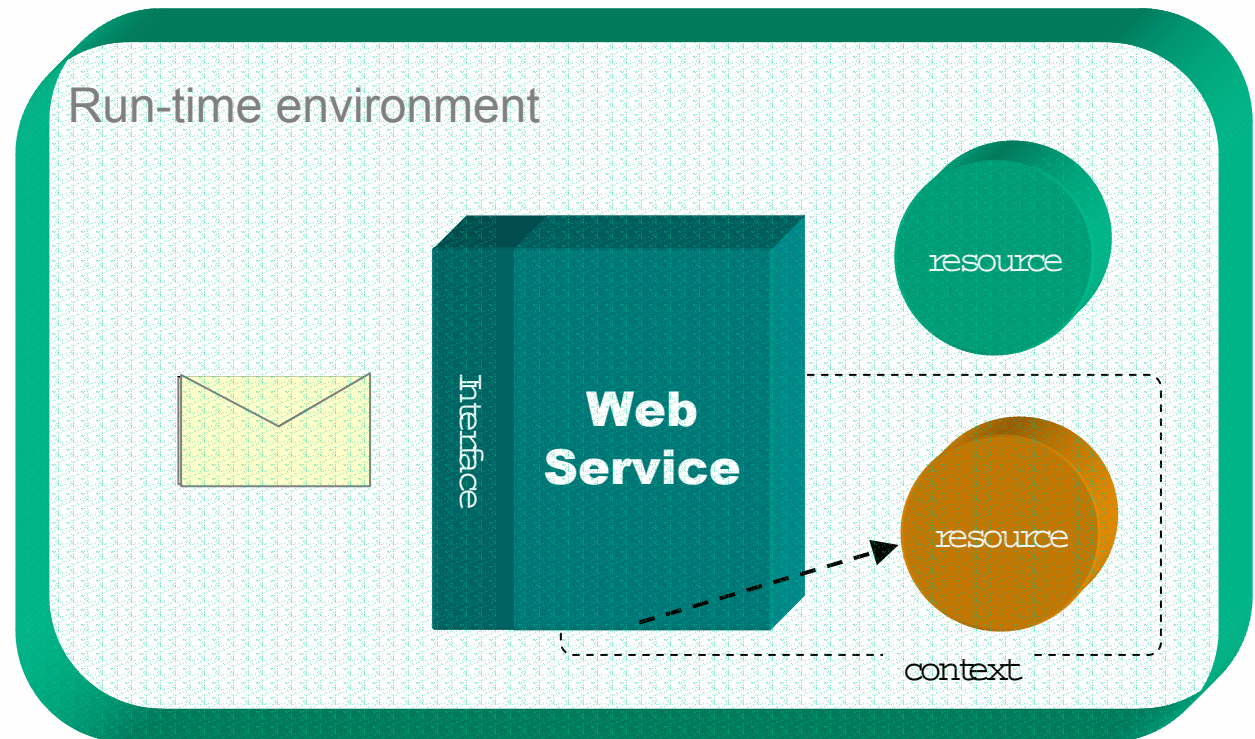 Run-time environment
resource
Interface
Web
Service
resource
context